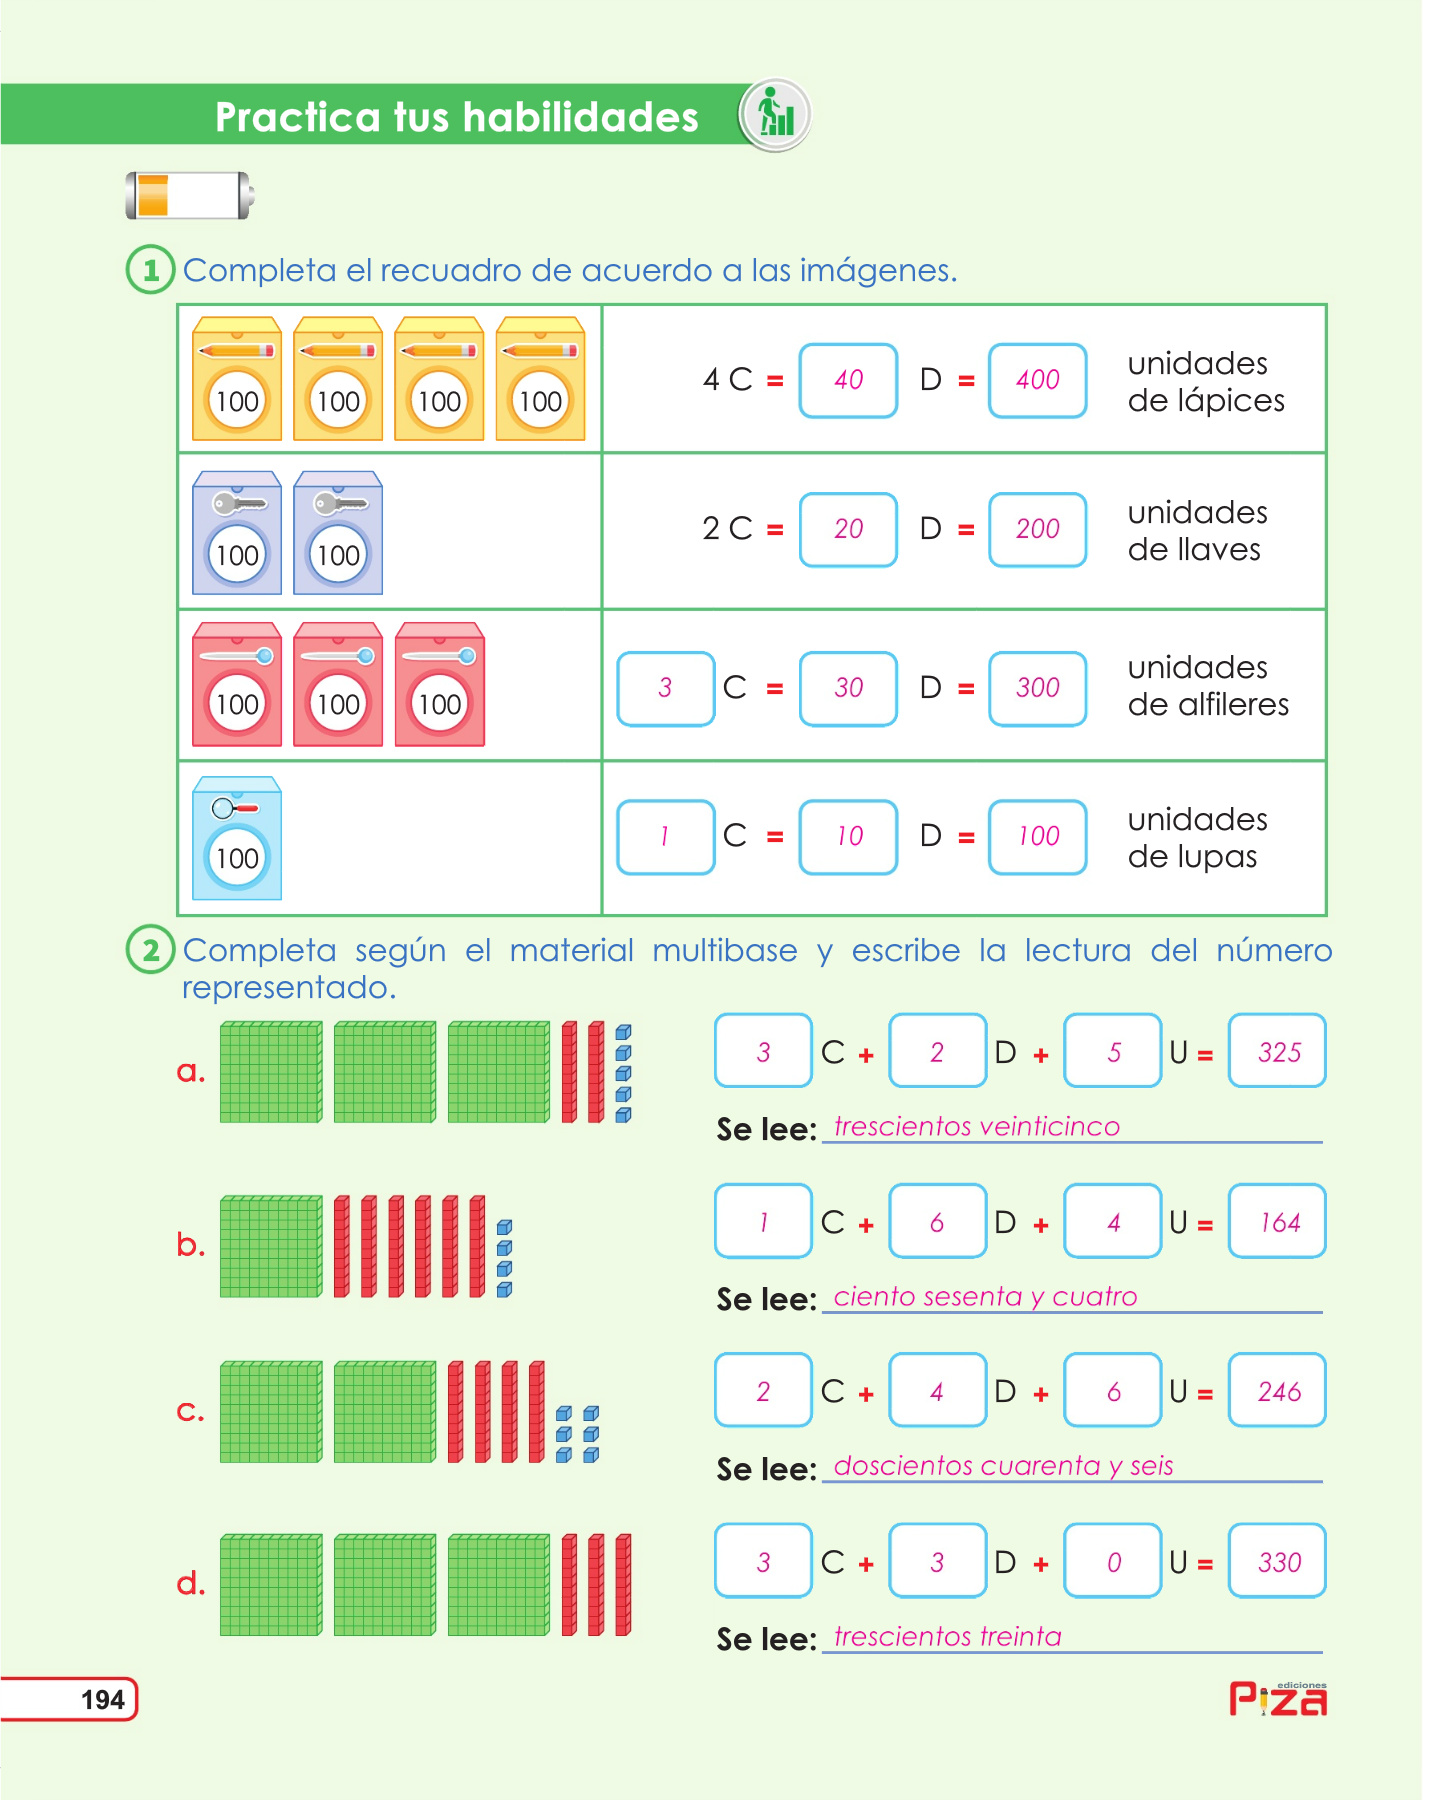 Practica tus habilidades
1 Completa el recuadro de acuerdo a las imágenes.
100 100 100 100
4 C = 40 D = 400 unidades de lápices
100 100
2 C = 20 D = 200 unidades de llaves
100 100 100
3 C = 30 D = 300 unidades de alfileres
100
1 C = 10 D = 100 unidades de lupas
2 Completa según el material multibase y escribe la lectura del número
representado.
a.
3 C + 2 D + 5 U = 325
Se lee: trescientos veinticinco
b.
1 C + 6 D + 4 U = 164
Se lee: ciento sesenta y cuatro
c.
2 C + 4 D + 6 U = 246
Se lee: doscientos cuarenta y seis
d.
3 C + 3 D + 0 U = 330
Se lee: trescientos treinta
194
ediciones
Piza